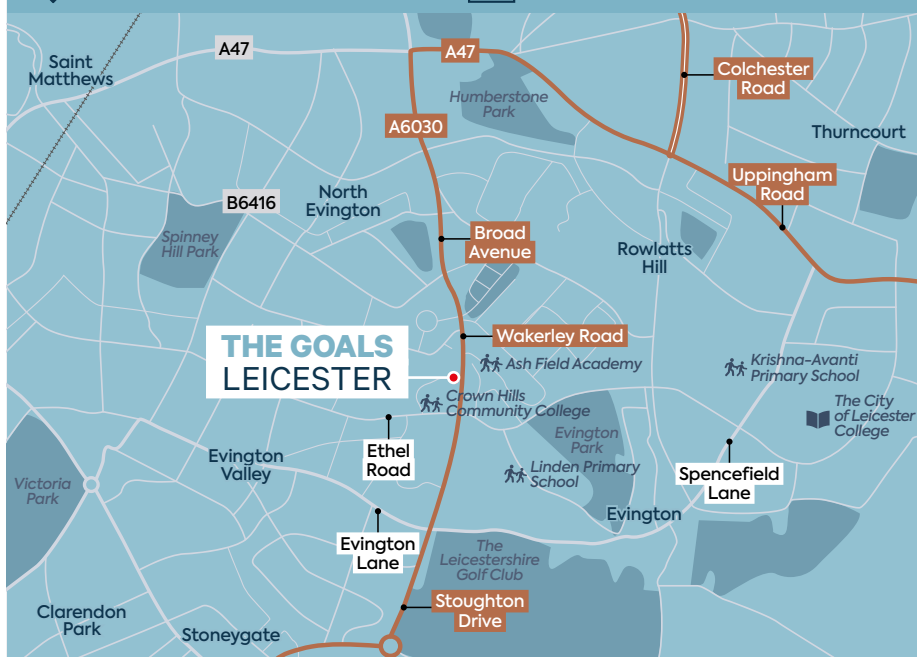 A47
A47
Saint
Matthews
Colchester
Road
Humberstone
Park
A6030
Thurncourt
Uppingham
Road
North
Evington
B6416
Spinney
Hill Park
Broad
Avenue
Rowlatts
Hill
THE GOALS
LEICESTER
Wakerley Road
Ash Field Academy
Krishna-Avanti
Primary School
Crown Hills
Community College
The City
of Leicester
College
Ethel
Road
Evington
Park
Evington
Valley
Linden Primary
School
Spencefield
Lane
Victoria
Park
Evington
Evington
Lane
The
Leicestershire
Golf Club
Stoughton
Drive
Clarendon
Park
Stoneygate